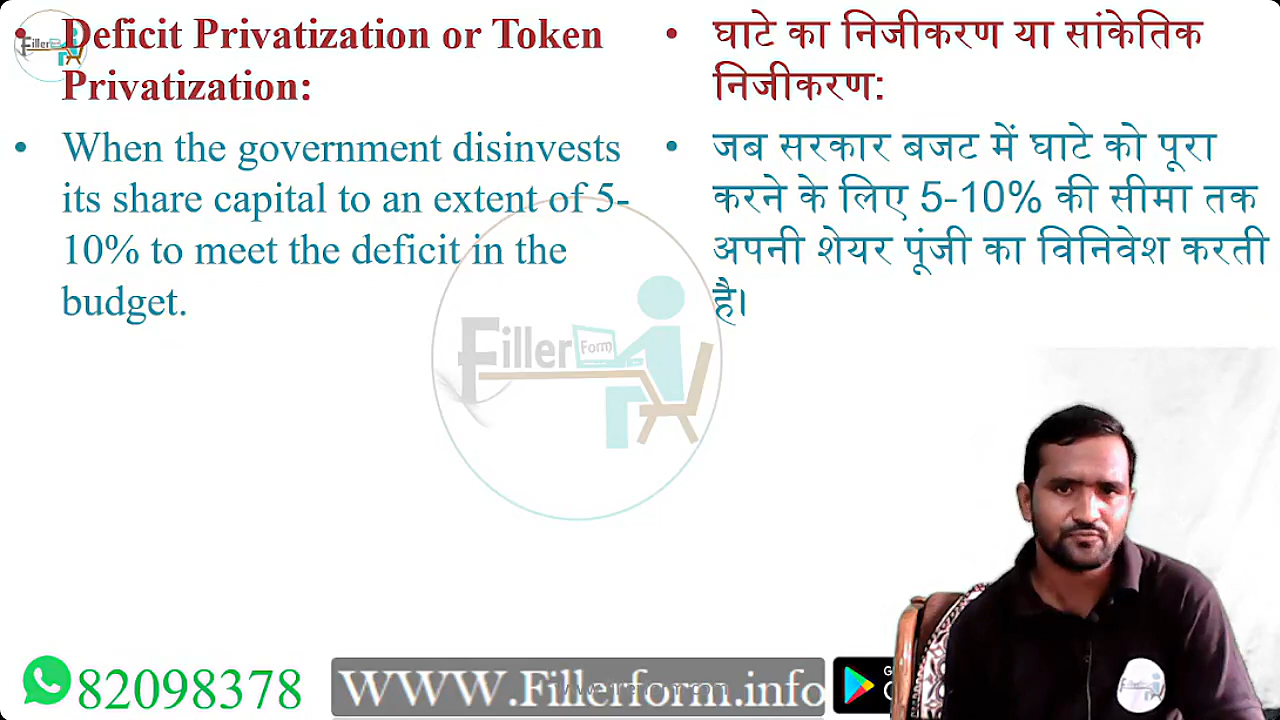 Deficit Privatization or Token
Privatization:
When the government disinvests
its share capital to an extent of 5-
10% to meet the deficit in the
budget.
घाटे का निजीकरण या सांकेतिक
निजीकरण:
जब सरकार बजट में घाटे को पूरा
करने के लिए 5-10% की सीमा तक
अपनी शेयर पूंजी का विनिवेश करती
है।
Filler Form
82098378
WWW.Fillerform.info